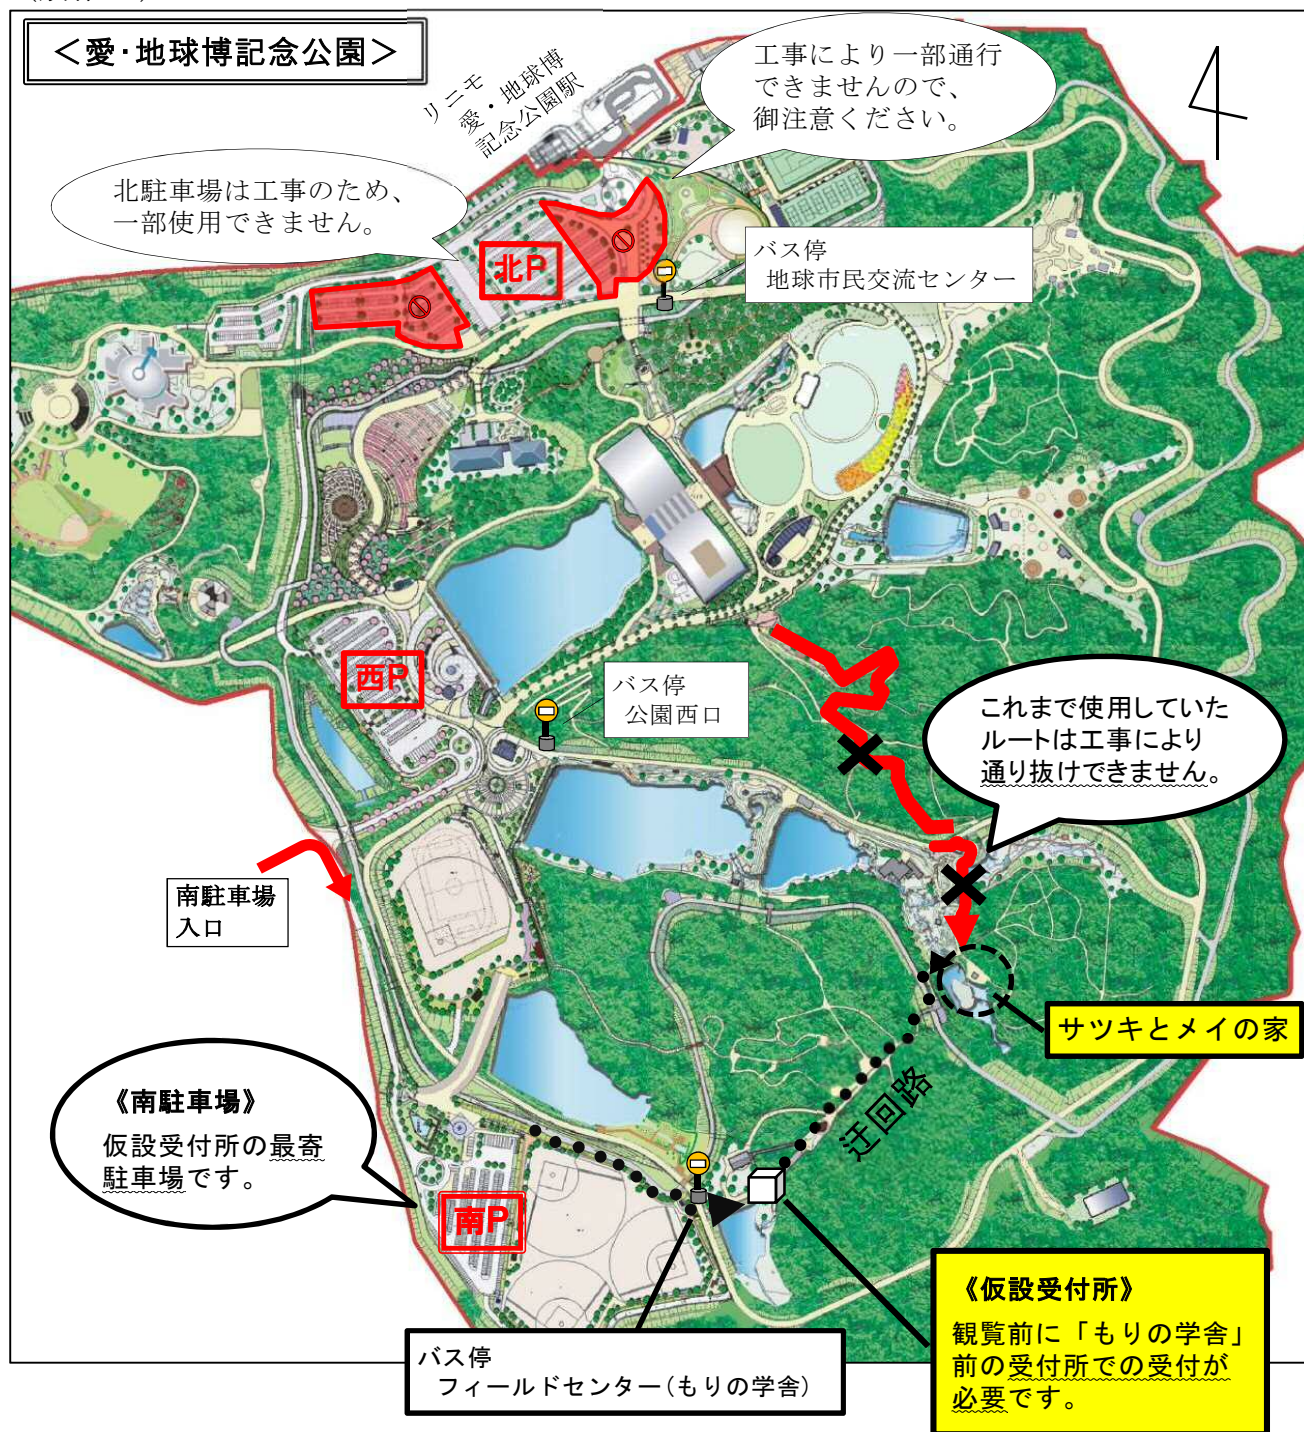 ＜愛・地球博記念公園＞
リニモ
愛・地球博
記念公園駅
工事により一部通行
できませんので、
御注意ください。
北駐車場は工事のため、
一部使用できません。
北P
バス停
地球市民交流センター
西P
バス停
公園西口
これまで使用していた
ルートは工事により
通り抜けできません。
南駐車場
入口
サツキとメイの家
迂回路
《南駐車場》
仮設受付所の最寄
駐車場です。
南P
《仮設受付所》
観覧前に「もりの学舎」
前の受付所での受付が
必要です。
バス停
フィールドセンター(もりの学舎)